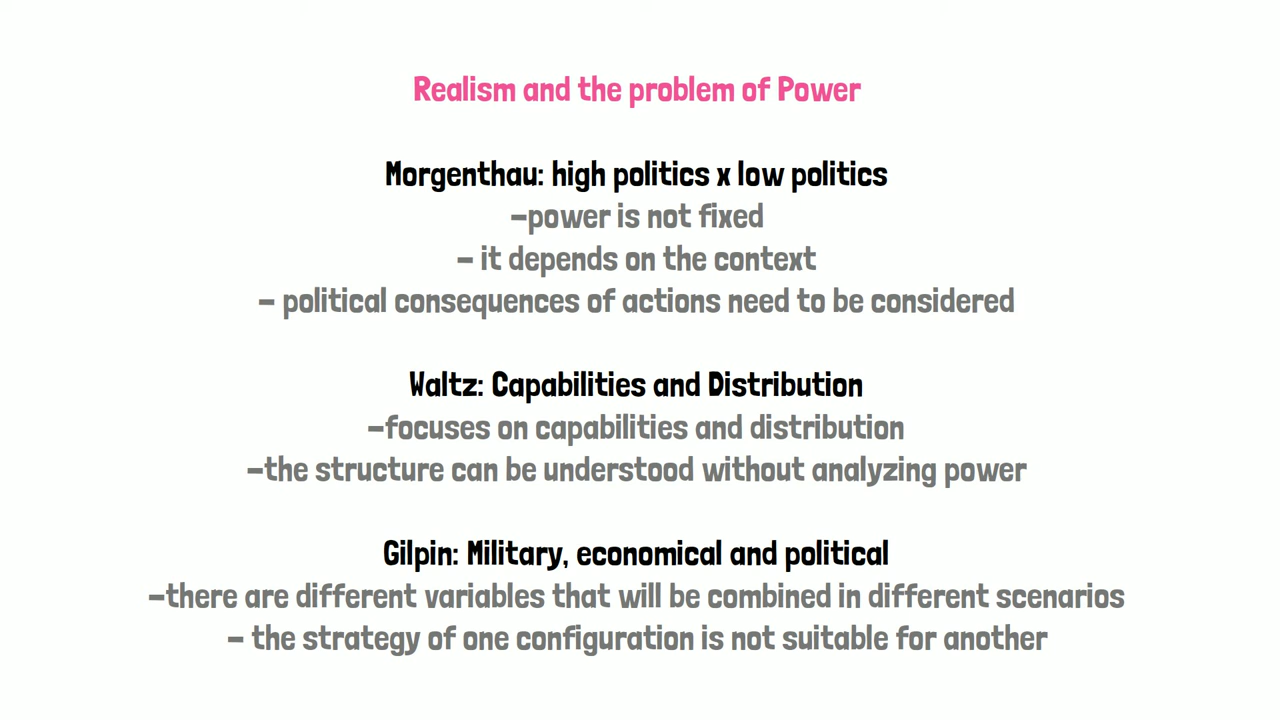 Realism and the problem of Power
Morgenthau: high politics x low politics
-power is not fixed
- it depends on the context
- political consequences of actions need to be considered
Waltz: Capabilities and Distribution
-focuses on capabilities and distribution
-the structure can be understood without analyzing power
Gilpin: Military, economical and political
-there are different variables that will be combined in different scenarios
- the strategy of one configuration is not suitable for another